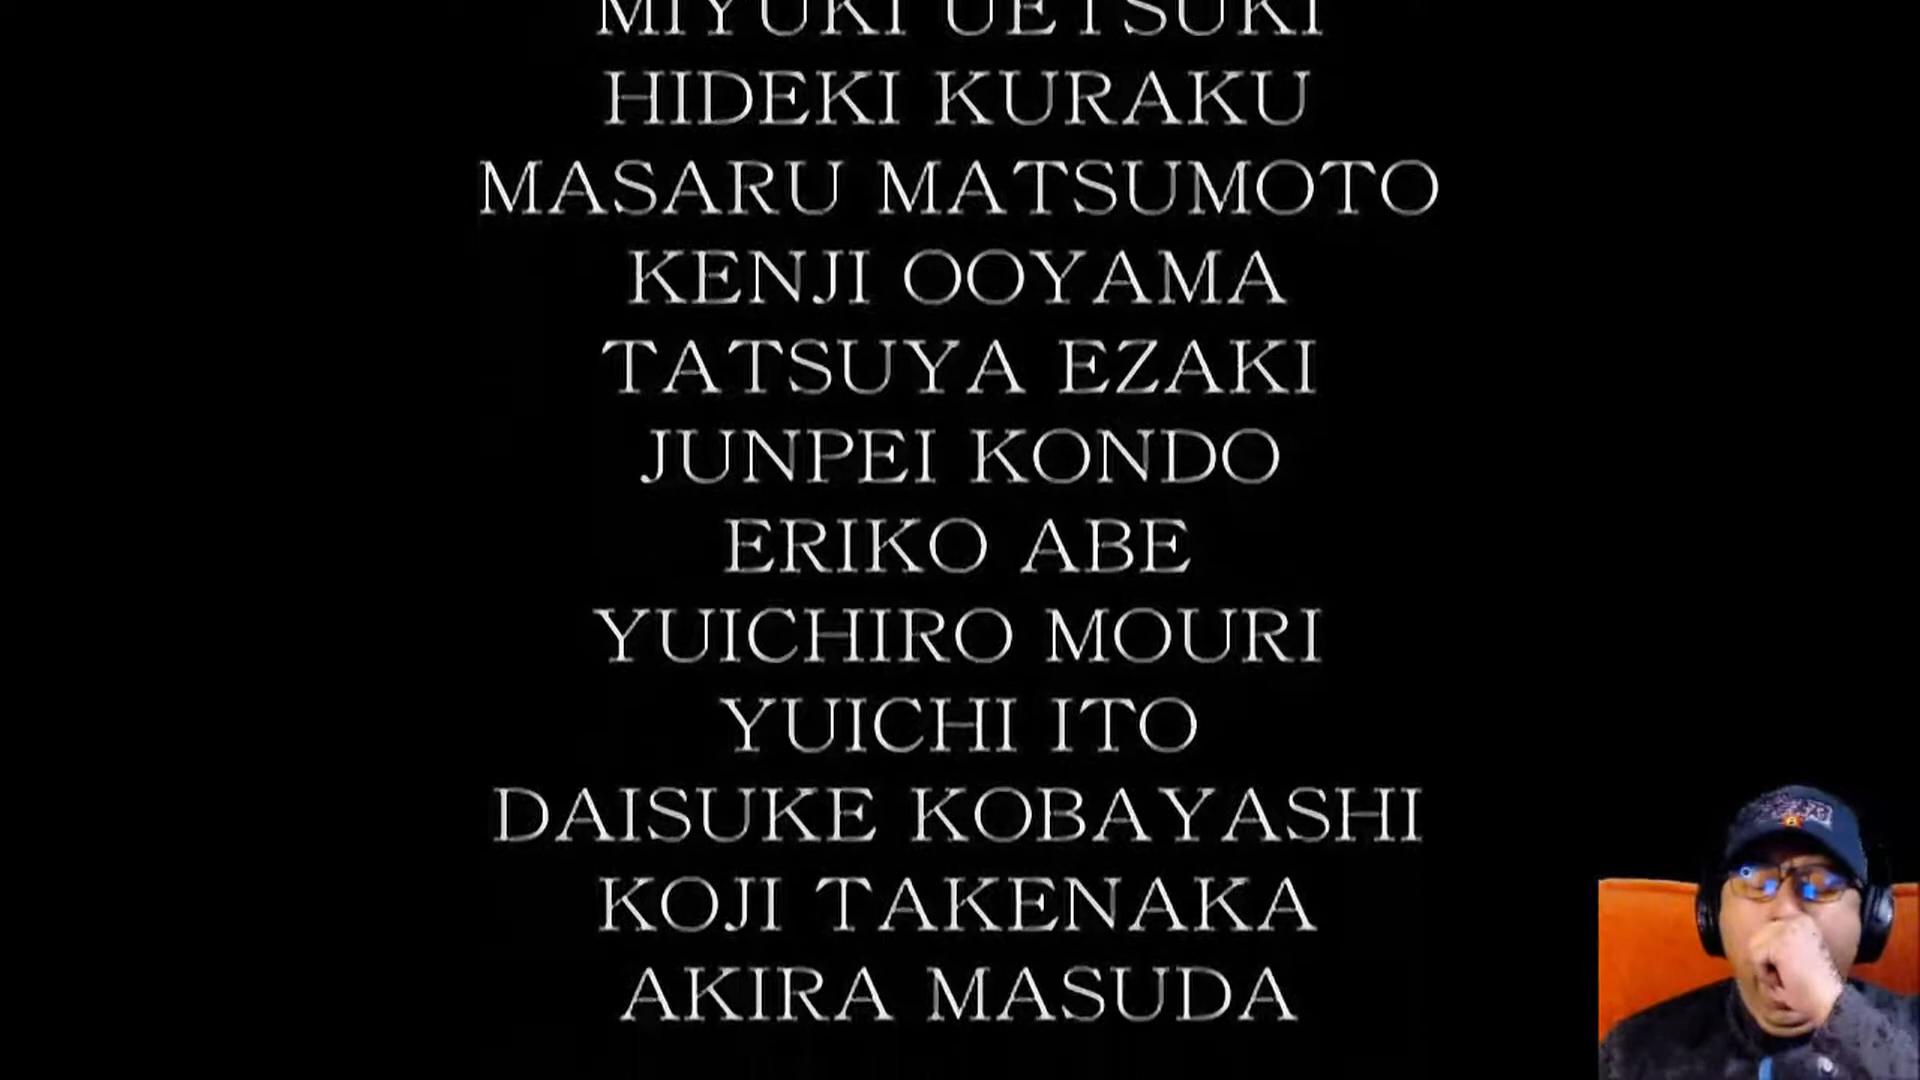 MIYUKI UETSUKI
HIDEKI KURAKU
MASARU MATSUMOTO
KENJI OOYAMA
TATSUYA EZAKI
JUNPEI KONDO
ERIKO ABE
YUICHIRO MOURI
YUICHI ITO
DAISUKE KOBAYASHI
KOJI TAKENAKA
AKIRA MASUDA